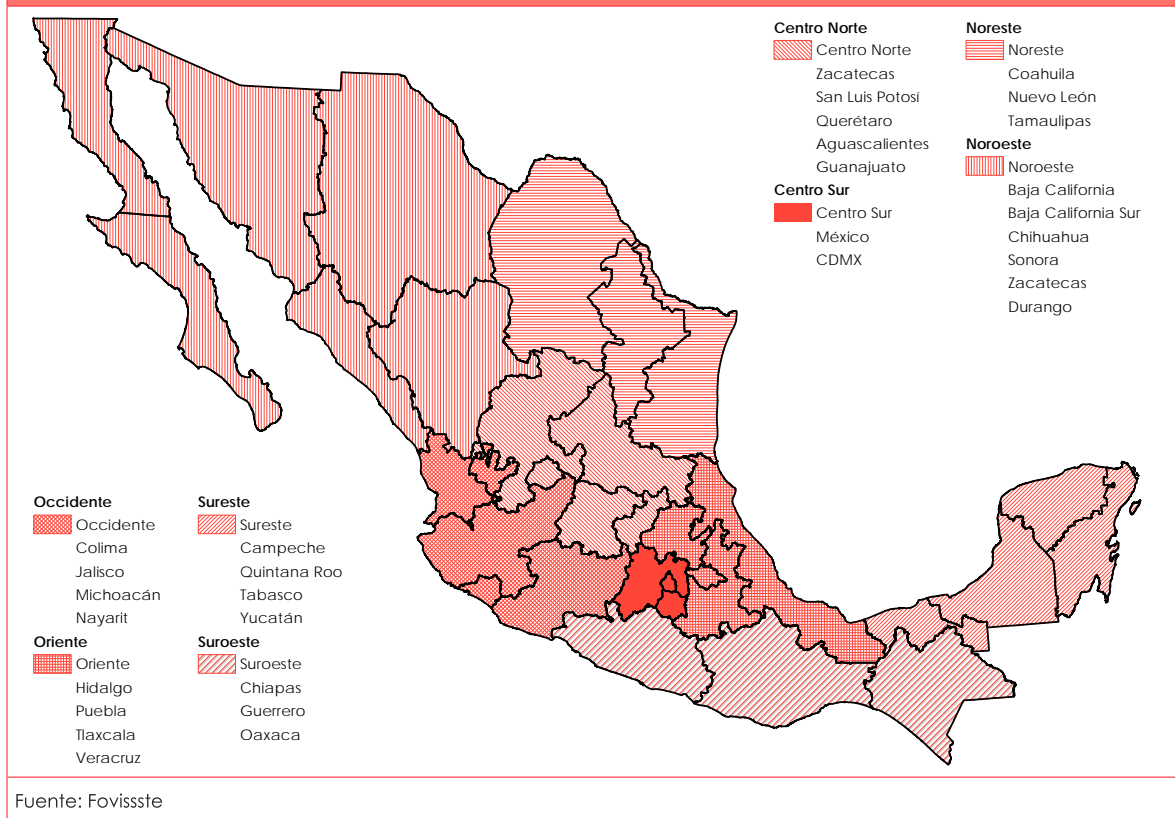 Centro Norte
Centro Norte
Zacatecas
San Luis Potosí
Querétaro
Aguascalientes
Guanajuato
Centro Sur
Centro Sur
México
CDMX
Noreste
Noreste
Coahuila
Nuevo León
Tamaulipas
Noroeste
Noroeste
Baja California
Baja California Sur
Chihuahua
Sonora
Zacatecas
Durango
Occidente
Occidente
Colima
Jalisco
Michoacán
Nayarit
Oriente
Oriente
Hidalgo
Puebla
Tlaxcala
Veracruz
Sureste
Sureste
Campeche
Quintana Roo
Tabasco
Yucatán
Suroeste
Suroeste
Chiapas
Guerrero
Oaxaca
Fuente: Fovissste